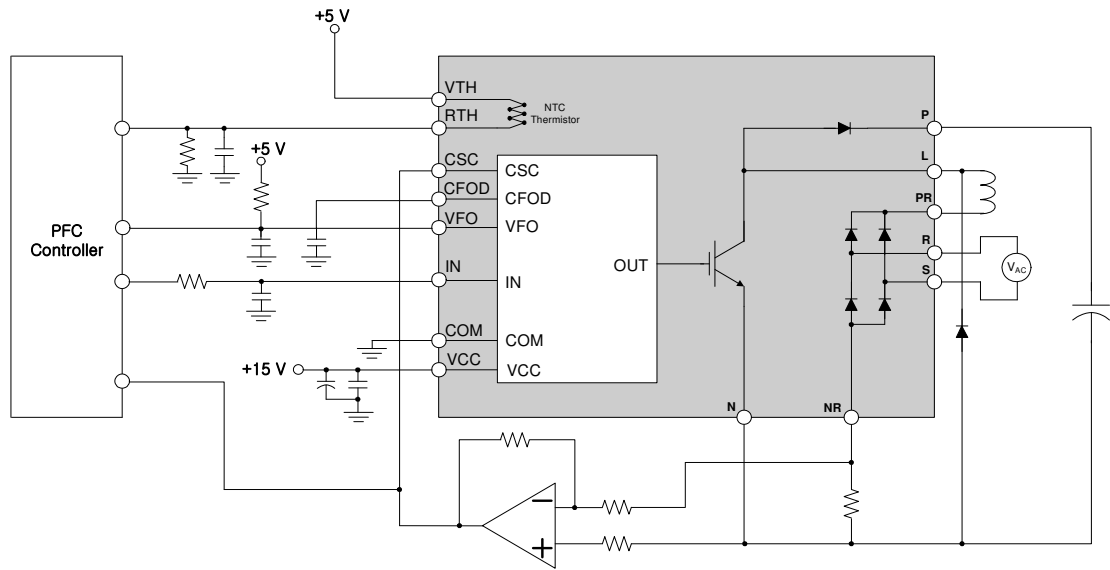 +5 V
VTH
RTH
NTC
Thermistor
P
+5 V
CSC
CSC
L
CFOD
CFOD
PR
VFO
VFO
PFC
Controller
R
VAC
OUT
IN
IN
S
COM
COM
+15 V
VCC
VCC
N
NR